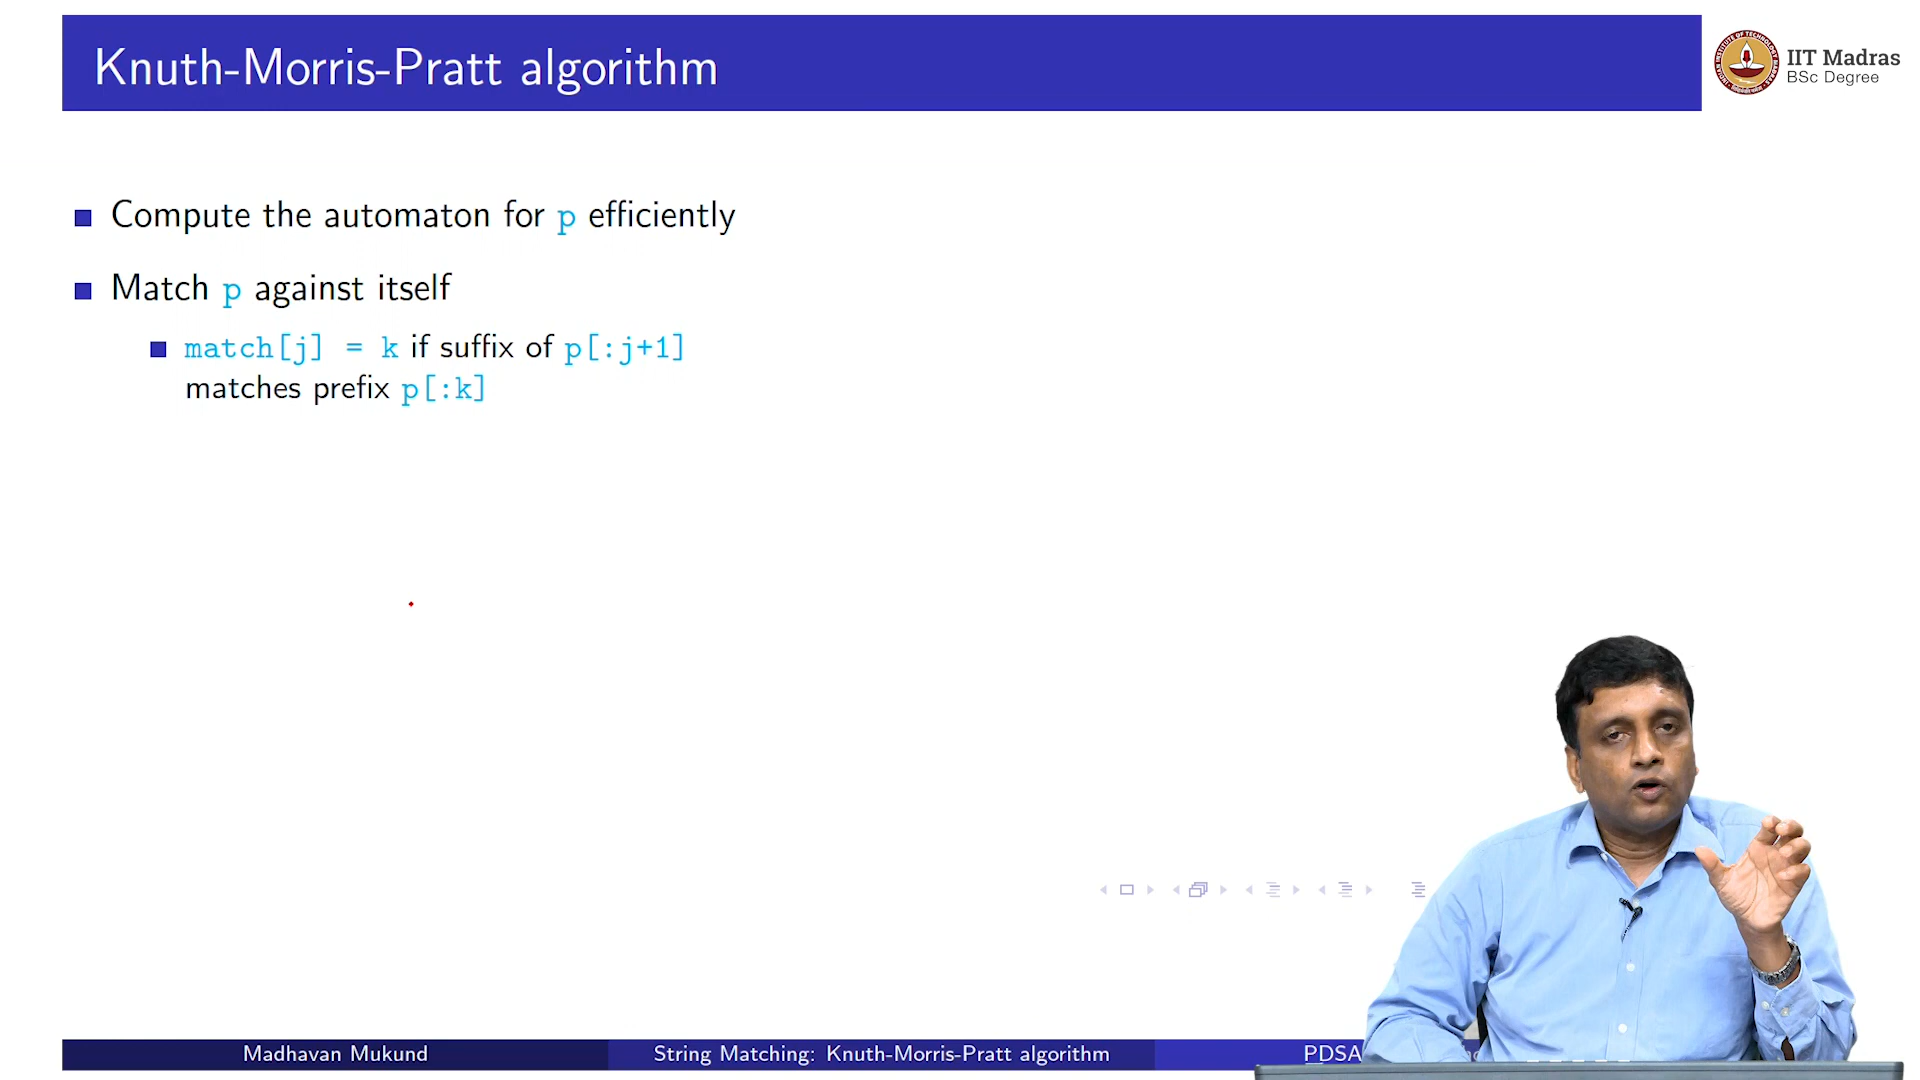 Knuth-Morris-Pratt algorithm
IIT Madras
BSc Degree
Compute the automaton for p efficiently
Match p against itself
match[j] = k if suffix of p[:j+1]
matches prefix p[:k]
Madhavan Mukund
String Matching: Knuth-Morris-Pratt algorithm
PDSA